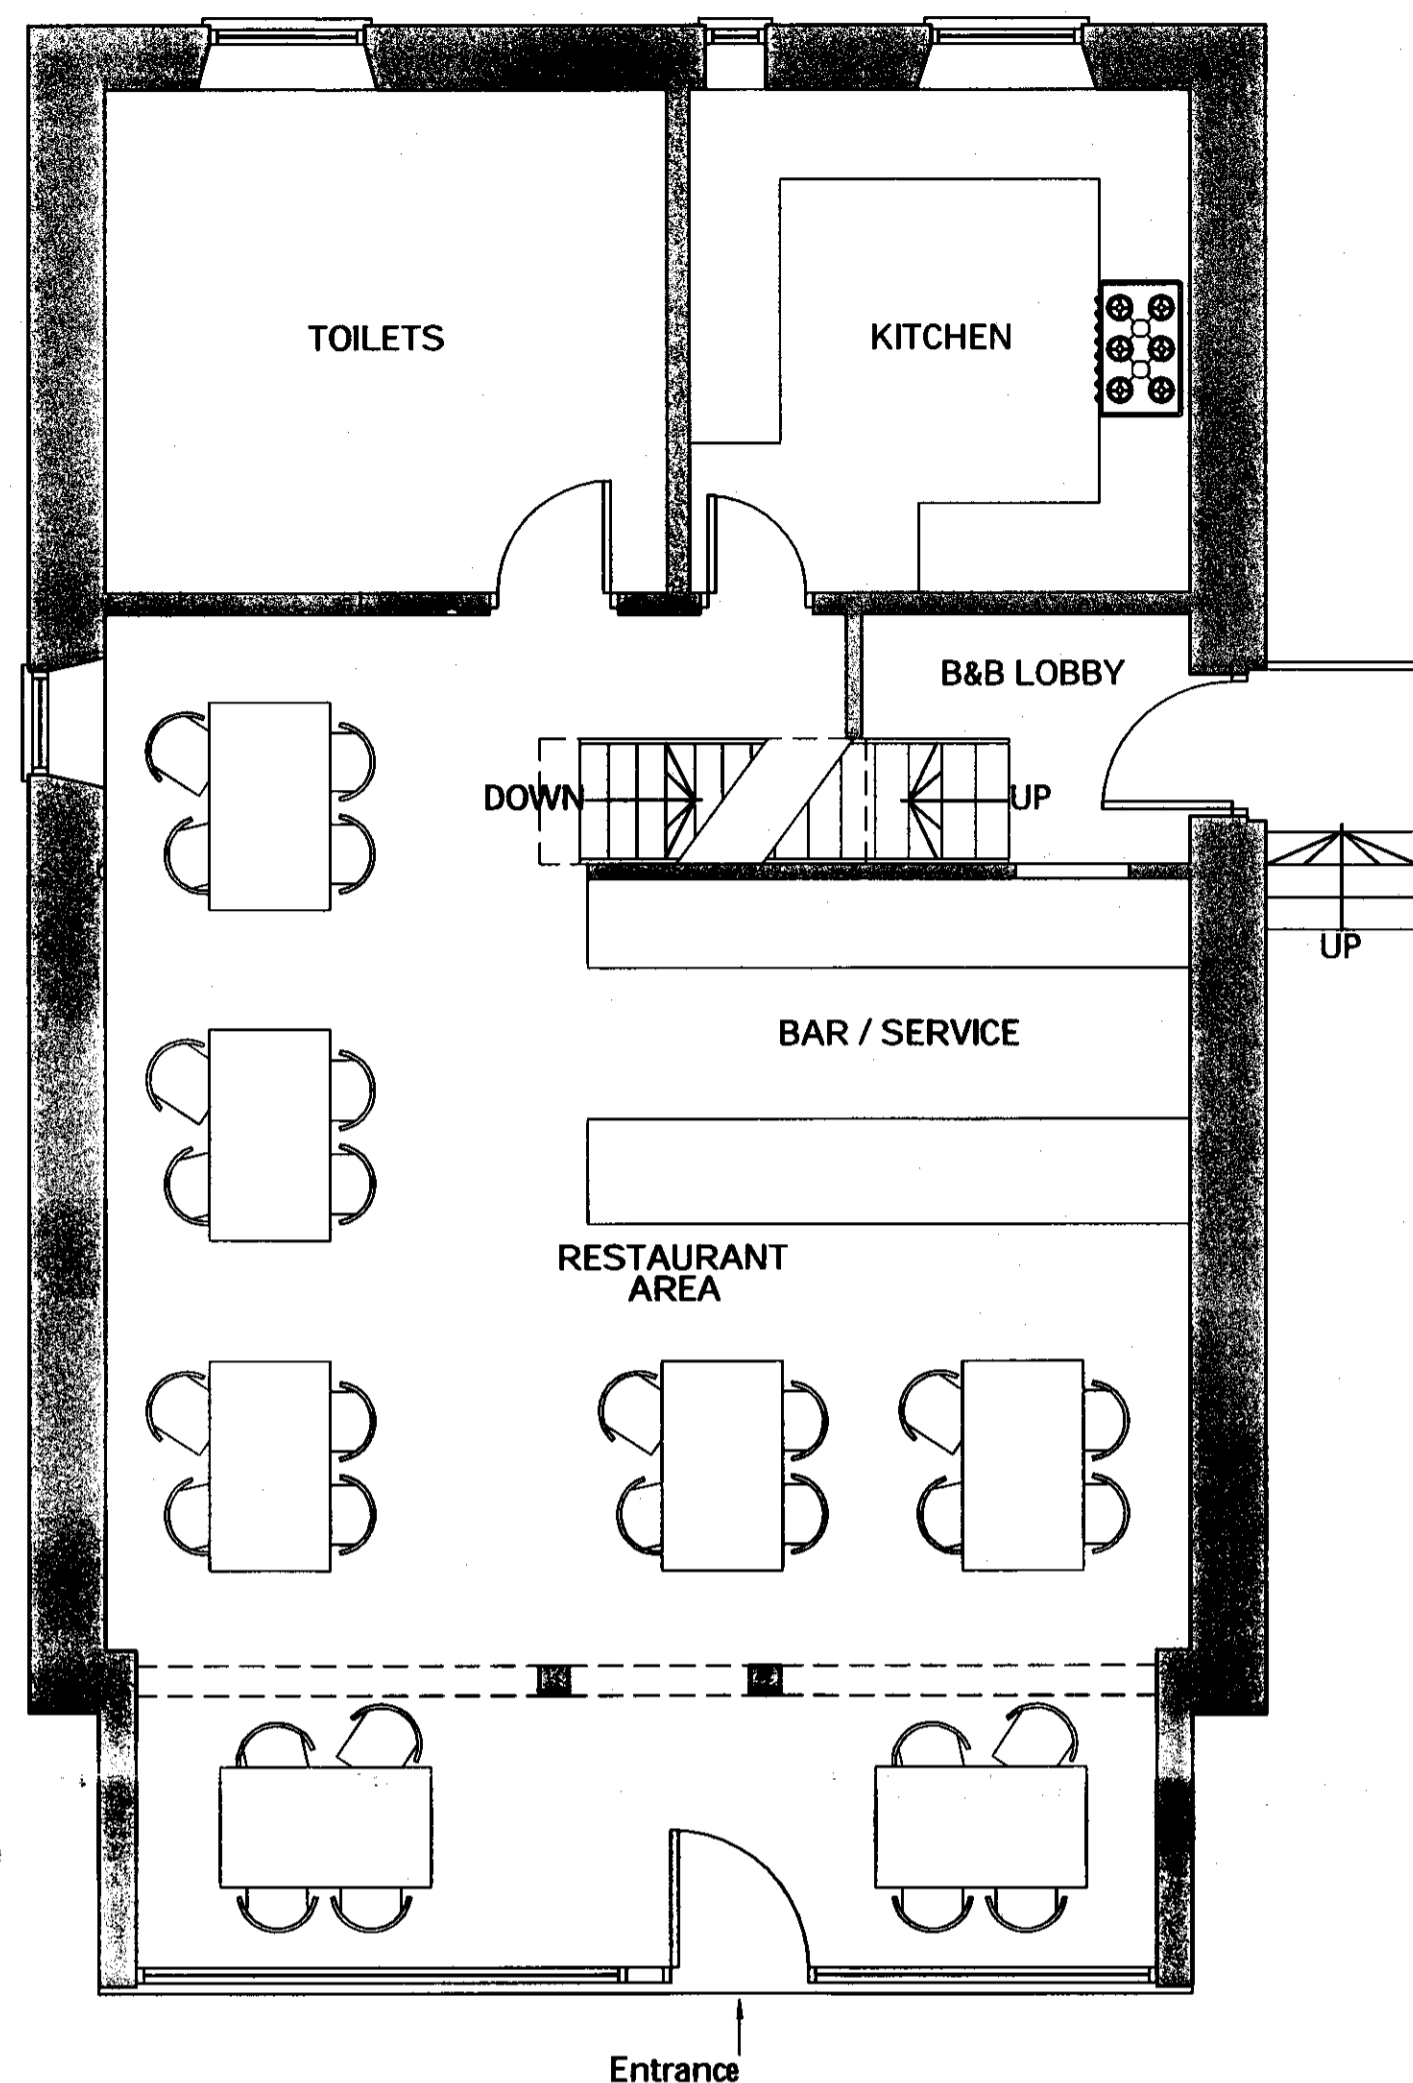 TOILETS
KITCHEN
B&B LOBBY
DOWN
UP
UP
BAR / SERVICE
RESTAURANT
AREA
Entrance